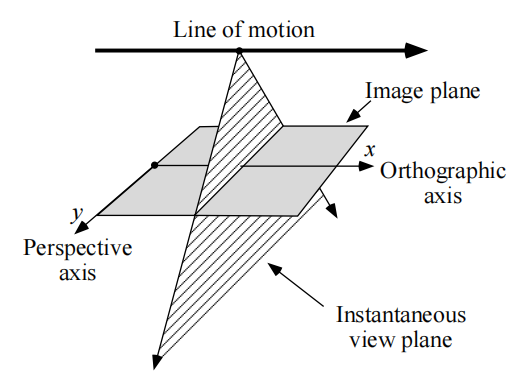 Line of motion
Image plane
x
Orthographic
axis
y
Perspective
axis
Instantaneous
view plane